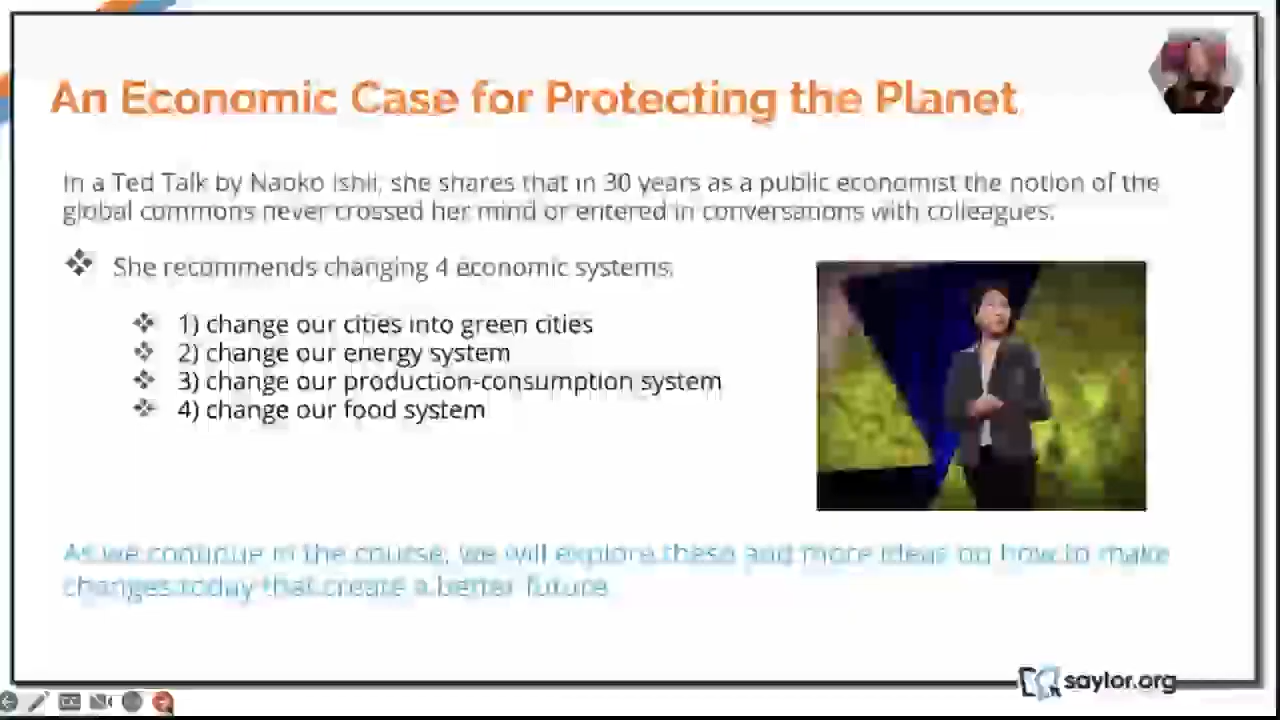 An Economic Case for Protecting the Planet
In a Ted Talk by Naoko Ishii, she shares that in 30 years as a public economist the notion of the
global commons never crossed her mind or entered in conversations with colleagues.
She recommends changing 4 economic systems.
1) change our cities into green cities
2) change our energy system
3) change our production-consumption system
4) change our food system
As we continue in the course, we will explore these and more ideas on how to make
changes today that create a better future.
saylor.org